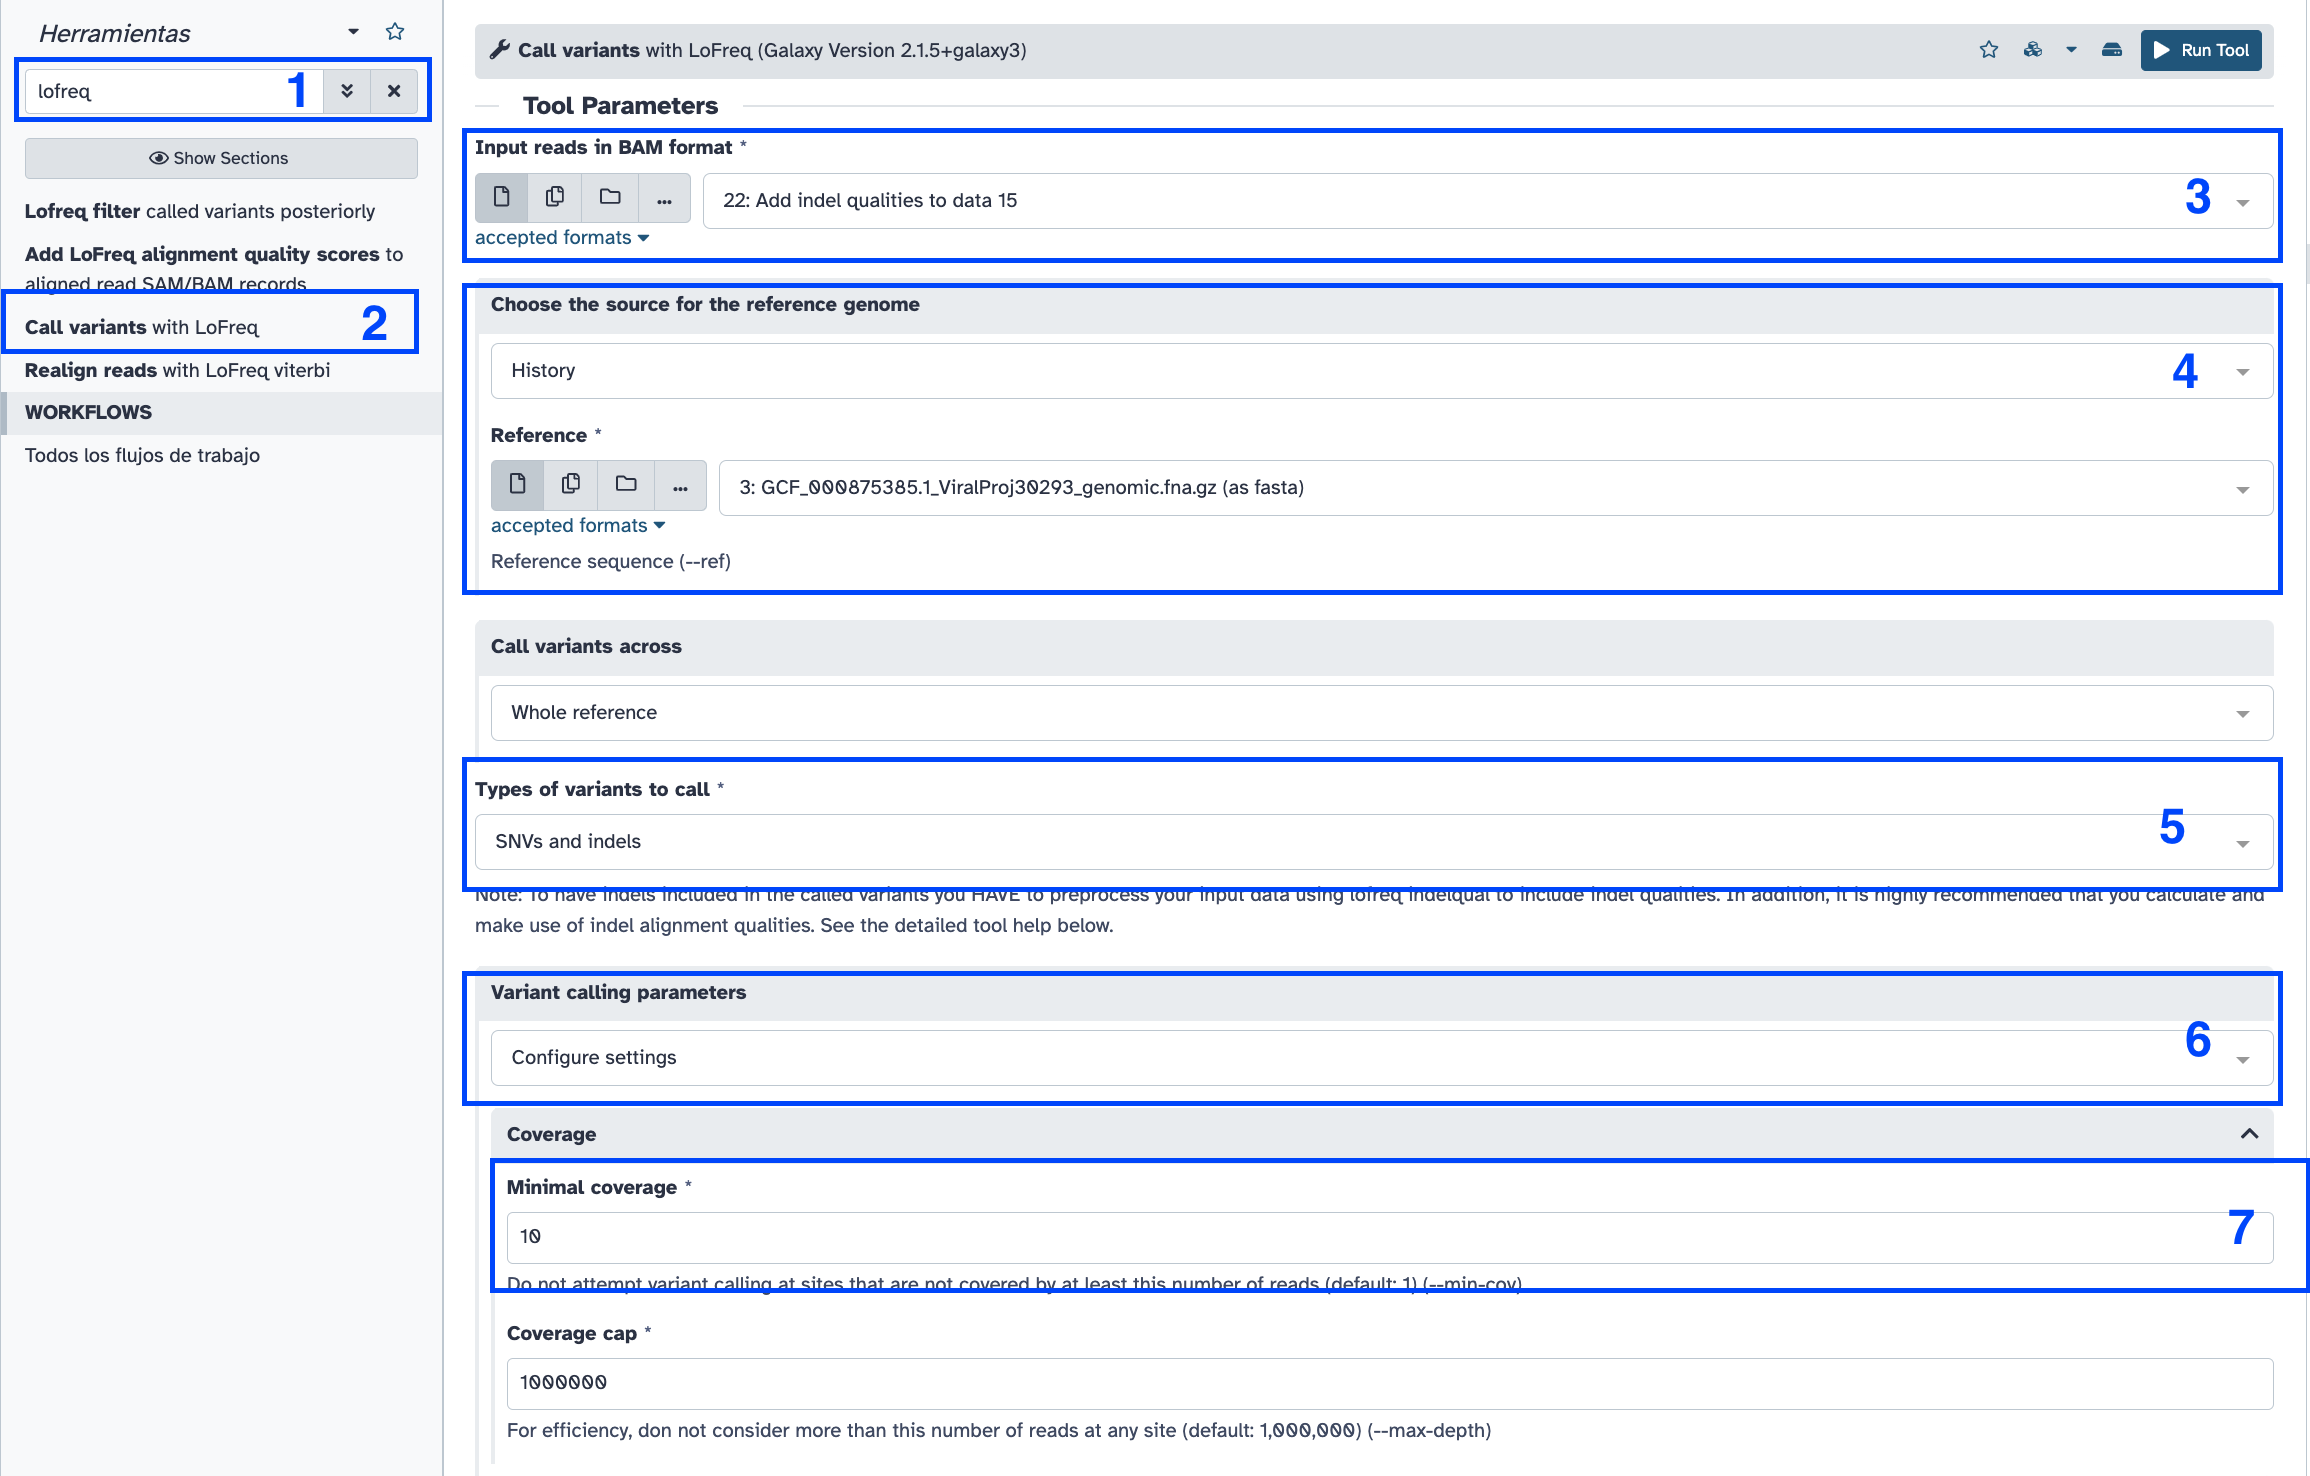 Herramientas
lofreq
1
Show Sections
Lofreq filter called variants posteriorly
Add LoFreq alignment quality scores to
aligned read SAM/BAM records
Call variants with LoFreq
2
Realign reads with LoFreq viterbi
WORKFLOWS
Todos los flujos de trabajo
Call variants with LoFreq (Galaxy Version 2.1.5+galaxy3)
Run Tool
Tool Parameters
Input reads in BAM format *
22: Add indel qualities to data 15
3
accepted formats
Choose the source for the reference genome
History
4
Reference *
3: GCF_000875385.1_ViralProj30293_genomic.fna.gz (as fasta)
accepted formats
Reference sequence (--ref)
Call variants across
Whole reference
Types of variants to call *
SNVs and indels
5
Note: To have indels included in the called variants you HAVE to preprocess your input data using lofreq indelqual to include indel qualities. In addition, it is highly recommended that you calculate and
make use of indel alignment qualities. See the detailed tool help below.
Variant calling parameters
Configure settings
6
Coverage
Minimal coverage *
10
7
Do not attempt variant calling at sites that are not covered by at least this number of reads (default: 1) (--min-cov)
Coverage cap *
1000000
For efficiency, don not consider more than this number of reads at any site (default: 1,000,000) (--max-depth)